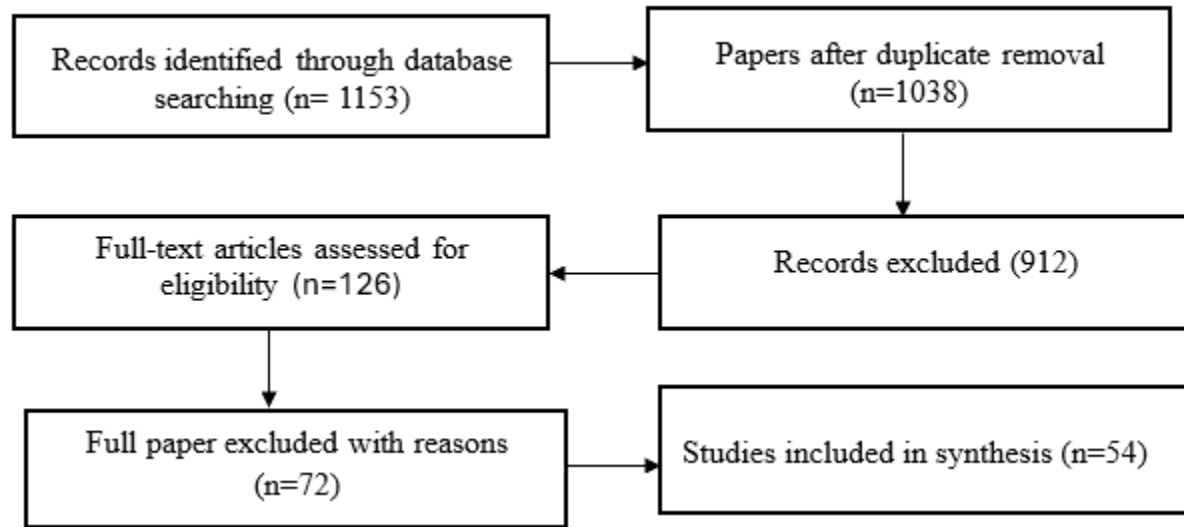 Records identified through database
searching (n= 1153)
Papers after duplicate removal
(n=1038)
Records excluded (912)
Full-text articles assessed for
eligibility (n=126)
Full paper excluded with reasons
(n=72)
Studies included in synthesis (n=54)